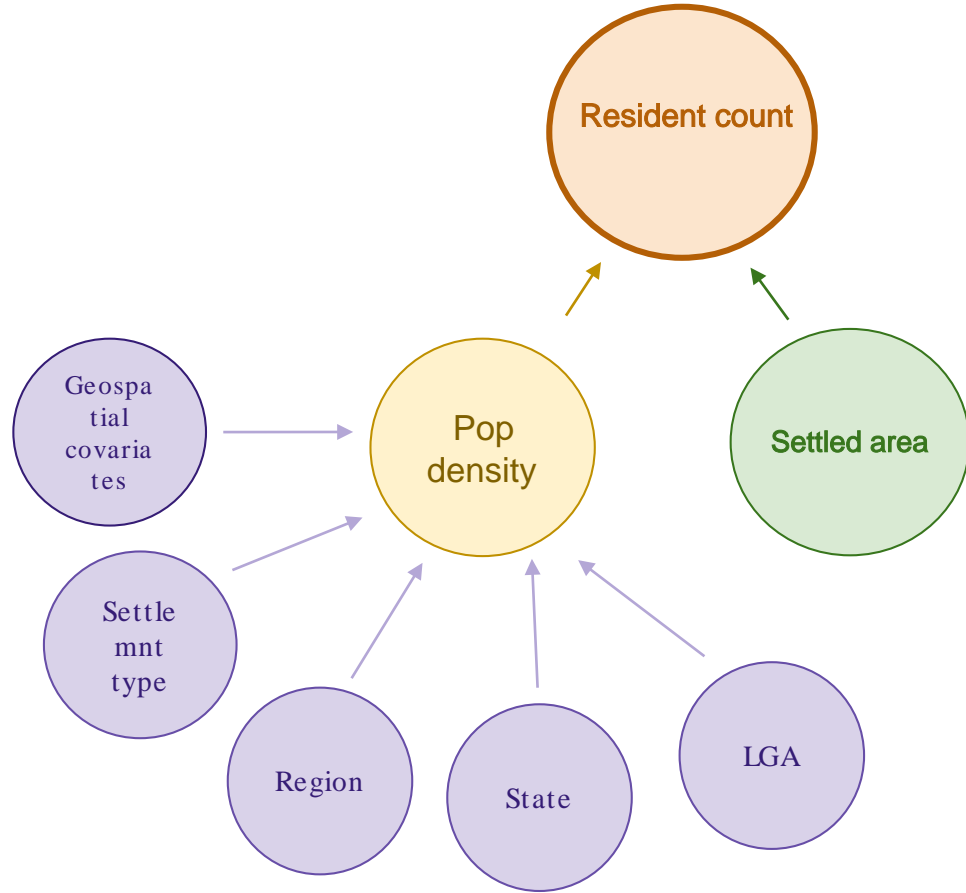 Resident count
Geospa
tial
covaria
tes
Pop
density
Settled area
Settle
mnt
type
Region
State
LGA